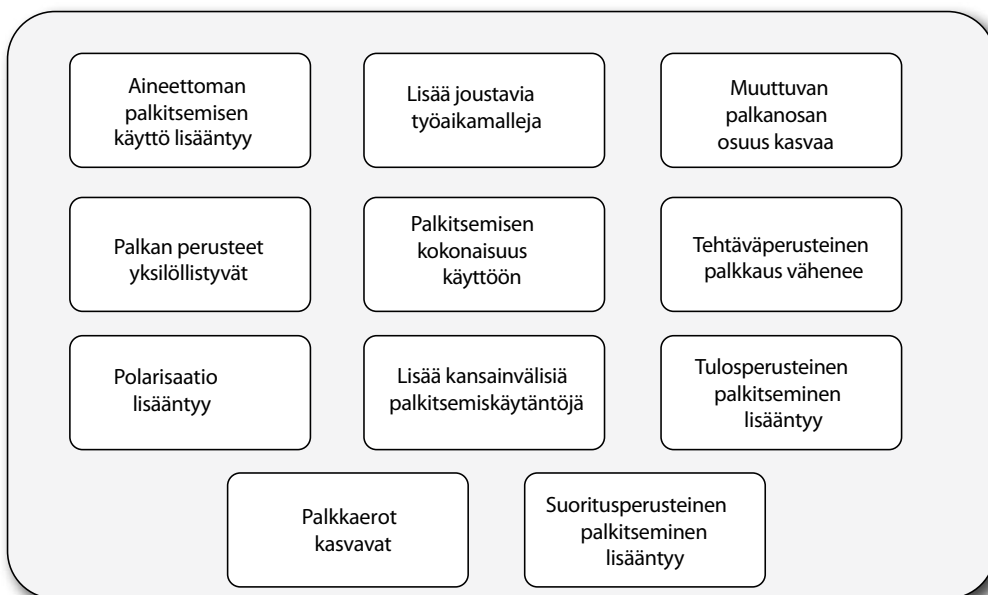 Aineettoman
palkitsemisen
käyttö lisääntyy
Lisää joustavia
työaikamalleja
Muuttuvan
palkanosan
osuus kasvaa
Palkan perusteet
yksilöllistyvät
Palkitsemisen
kokonaisuus
käyttöön
Tehtäväperusteinen
palkkaus vähenee
Polarisaatio
lisääntyy
Lisää kansainvälisiä
palkitsemiskäytäntöjä
Tulosperusteinen
palkitseminen
lisääntyy
Palkkaerot
kasvavat
Suoritusperusteinen
palkitseminen
lisääntyy